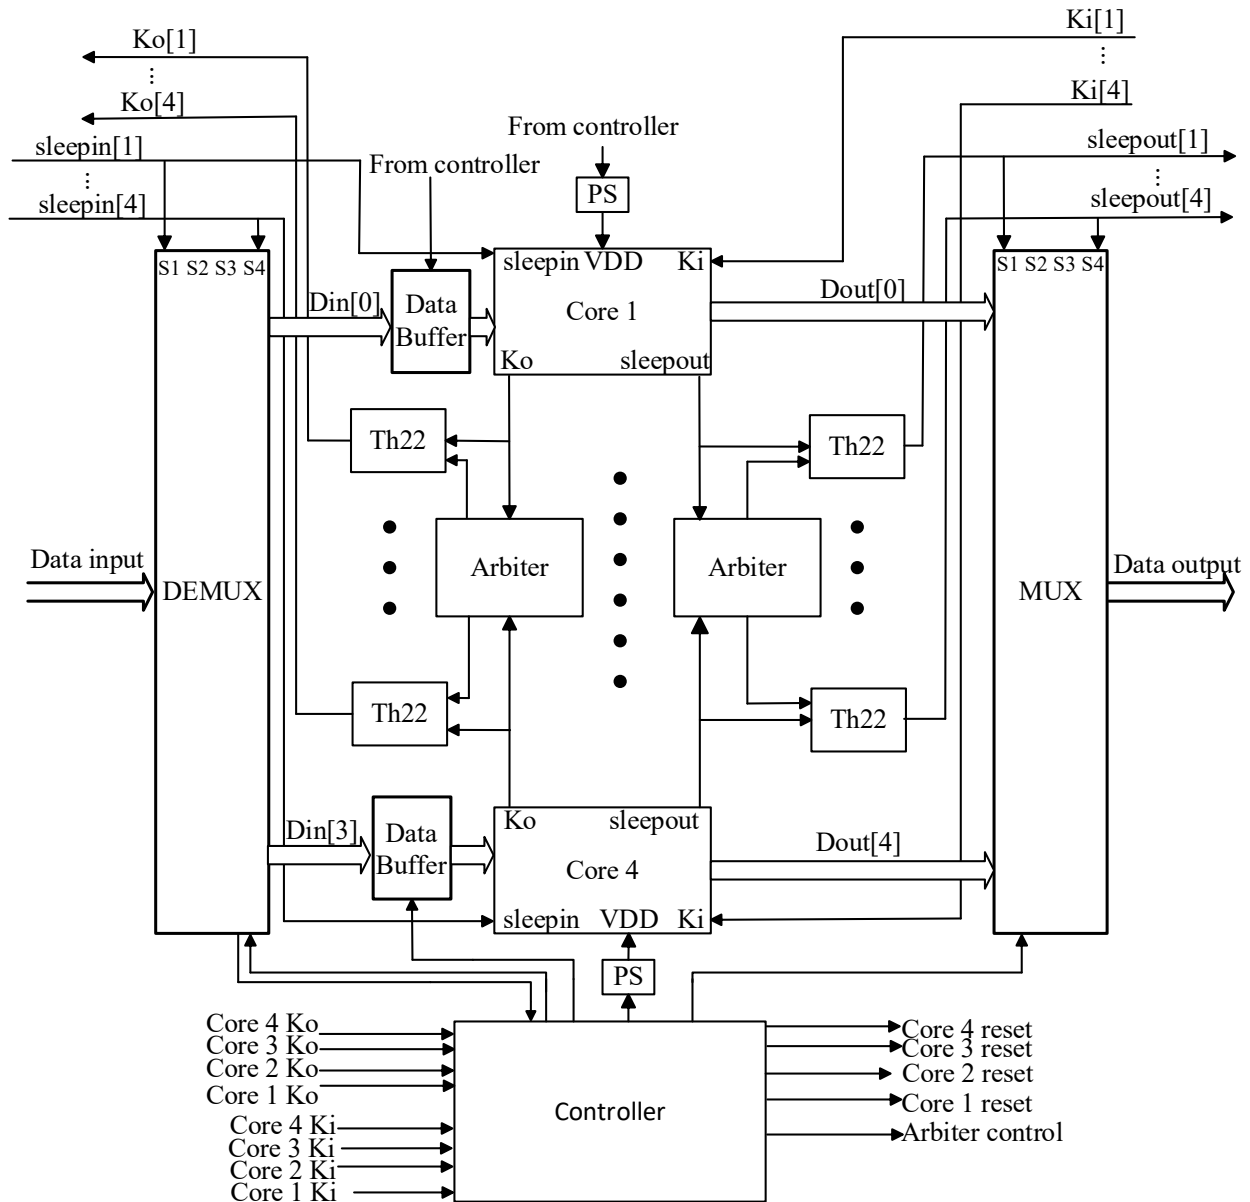 Ko[1]
Ki[1]
Ko[4]
Ki[4]
From controller
sleepin[1]
From controller
sleepout[1]
PS
sleepin[4]
sleepout[4]
S1 S2 S3 S4
sleepin VDD Ki
S1 S2 S3 S4
Din[0]
Data
Buffer
Core 1
Dout[0]
Ko
sleepout
Th22
Th22
Data input
DEMUX
Arbiter
Arbiter
MUX
Data output
Th22
Th22
Din[3]
Data
Buffer
Ko
sleepout
Core 4
Dout[4]
sleepin VDD Ki
PS
Core 4 Ko
Core 3 Ko
Core 2 Ko
Core 1 Ko
Core 4 Ki
Core 3 Ki
Core 2 Ki
Core 1 Ki
Controller
Core 4 reset
Core 3 reset
Core 2 reset
Core 1 reset
Arbiter control